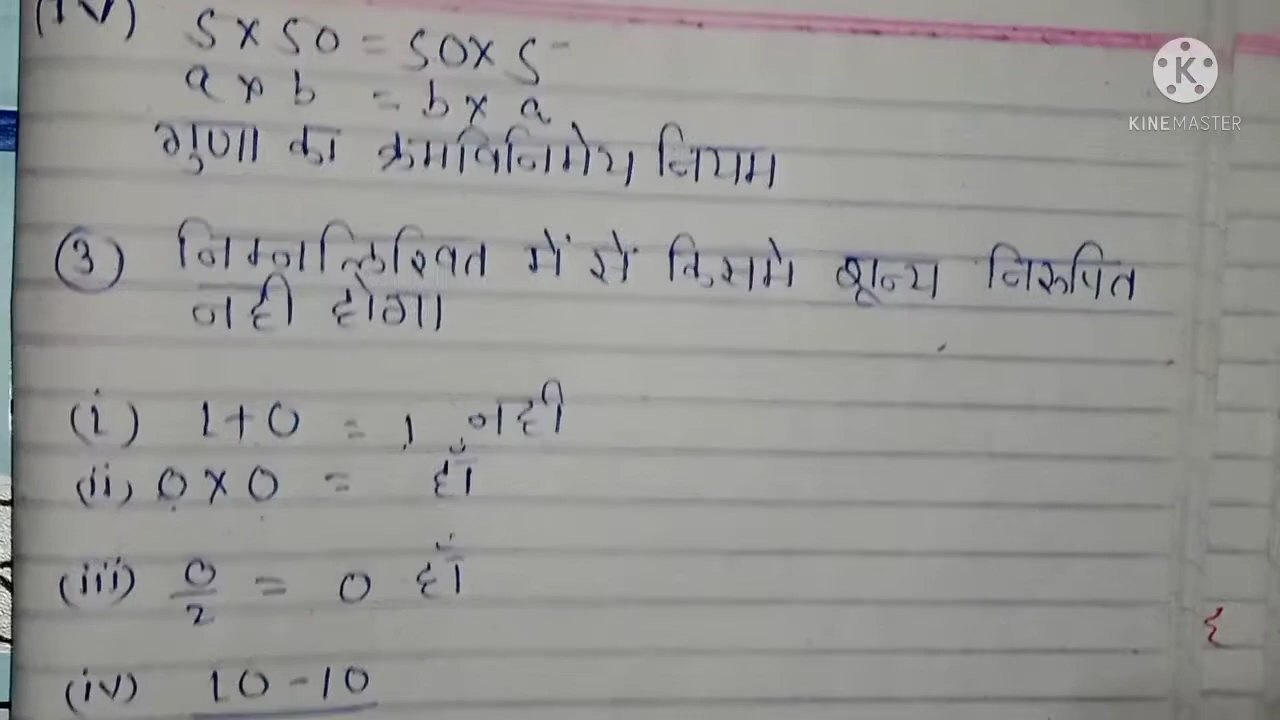 (iv) 5 × 50 = 50 × 5
a × b = b × a
गुणा का क्रमविनिमेय नियम
③ निम्नलिखित में से किसमे शून्य निरुपित
नही होगा
(i) 1+0 = 1 नही
(ii) 0 × 0 = हाँ
(iii) 0/2 = 0 हाँ
(iv) 10 - 10
KINEMASTER